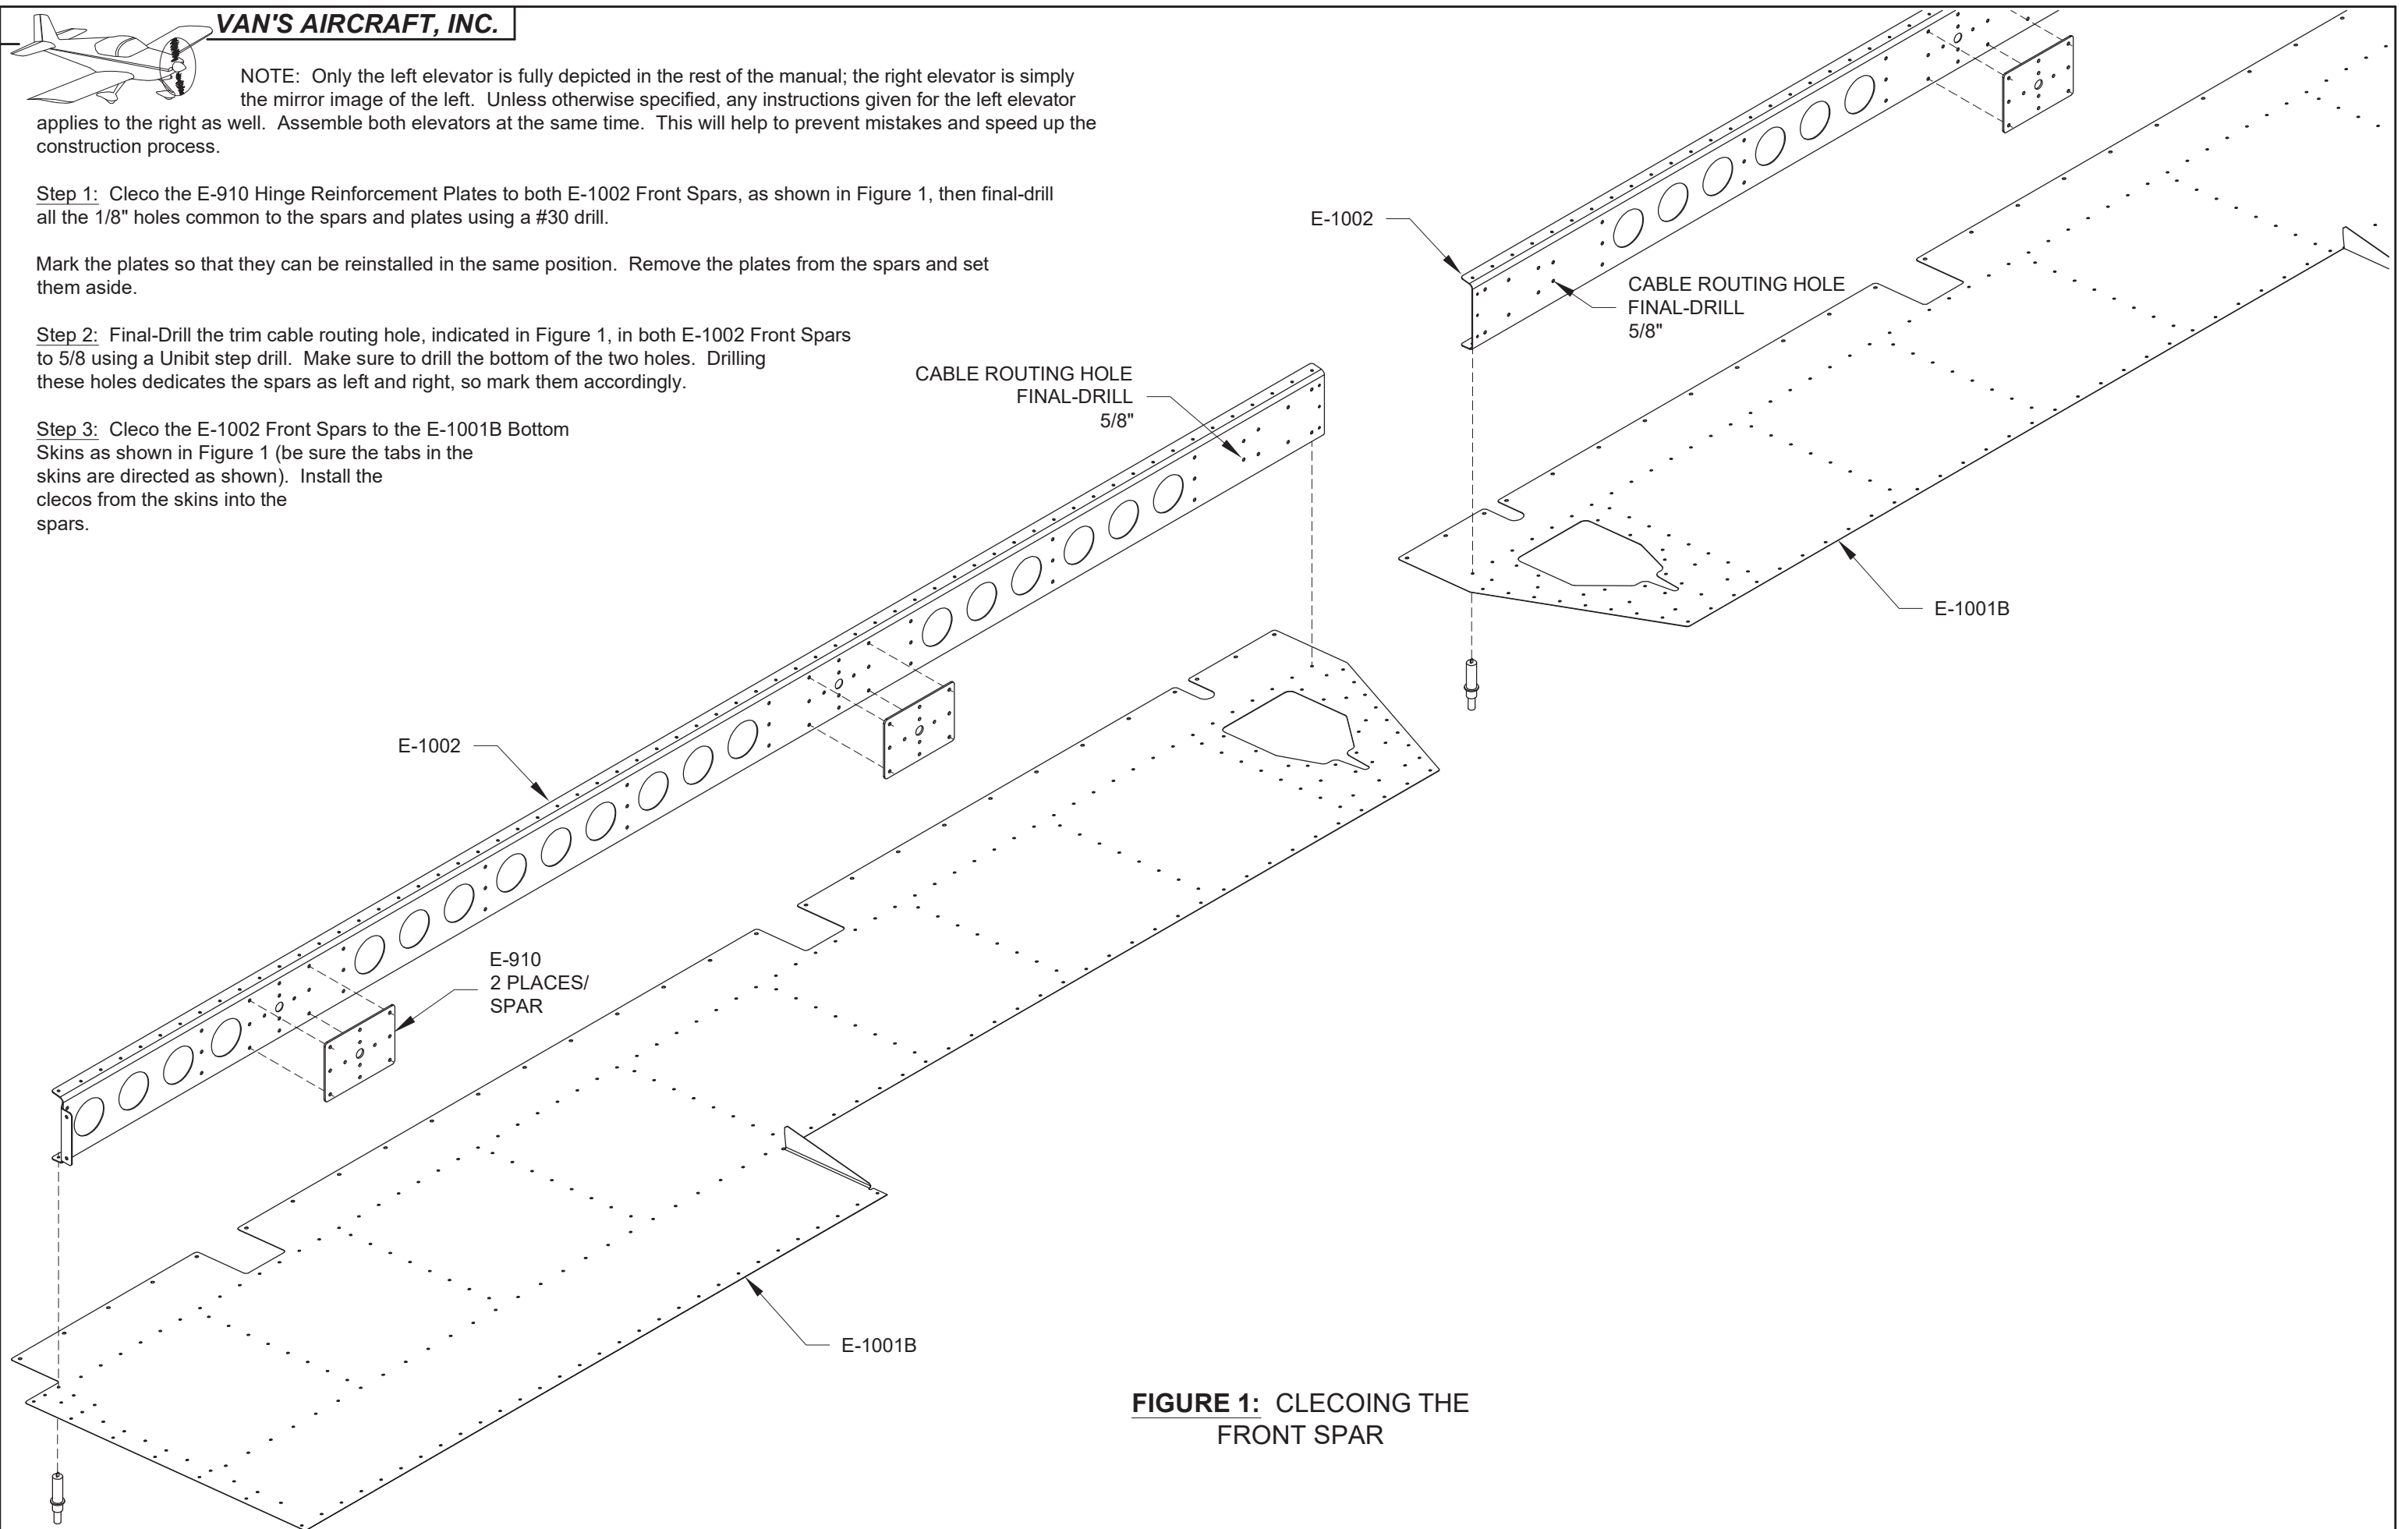 VAN'S AIRCRAFT, INC.
NOTE: Only the left elevator is fully depicted in the rest of the manual; the right elevator is simply
the mirror image of the left. Unless otherwise specified, any instructions given for the left elevator
applies to the right as well. Assemble both elevators at the same time. This will help to prevent mistakes and speed up the
construction process.
Step 1: Cleco the E-910 Hinge Reinforcement Plates to both E-1002 Front Spars, as shown in Figure 1, then final-drill
all the 1/8" holes common to the spars and plates using a #30 drill.
Mark the plates so that they can be reinstalled in the same position. Remove the plates from the spars and set
them aside.
Step 2: Final-Drill the trim cable routing hole, indicated in Figure 1, in both E-1002 Front Spars
to 5/8 using a Unibit step drill. Make sure to drill the bottom of the two holes. Drilling
these holes dedicates the spars as left and right, so mark them accordingly.
Step 3: Cleco the E-1002 Front Spars to the E-1001B Bottom
Skins as shown in Figure 1 (be sure the tabs in the
skins are directed as shown). Install the
clecos from the skins into the
spars.
E-1002
CABLE ROUTING HOLE
FINAL-DRILL
5/8"
CABLE ROUTING HOLE
FINAL-DRILL
5/8"
E-1001B
E-1002
E-910
2 PLACES/
SPAR
E-1001B
FIGURE 1: CLECOING THE
FRONT SPAR